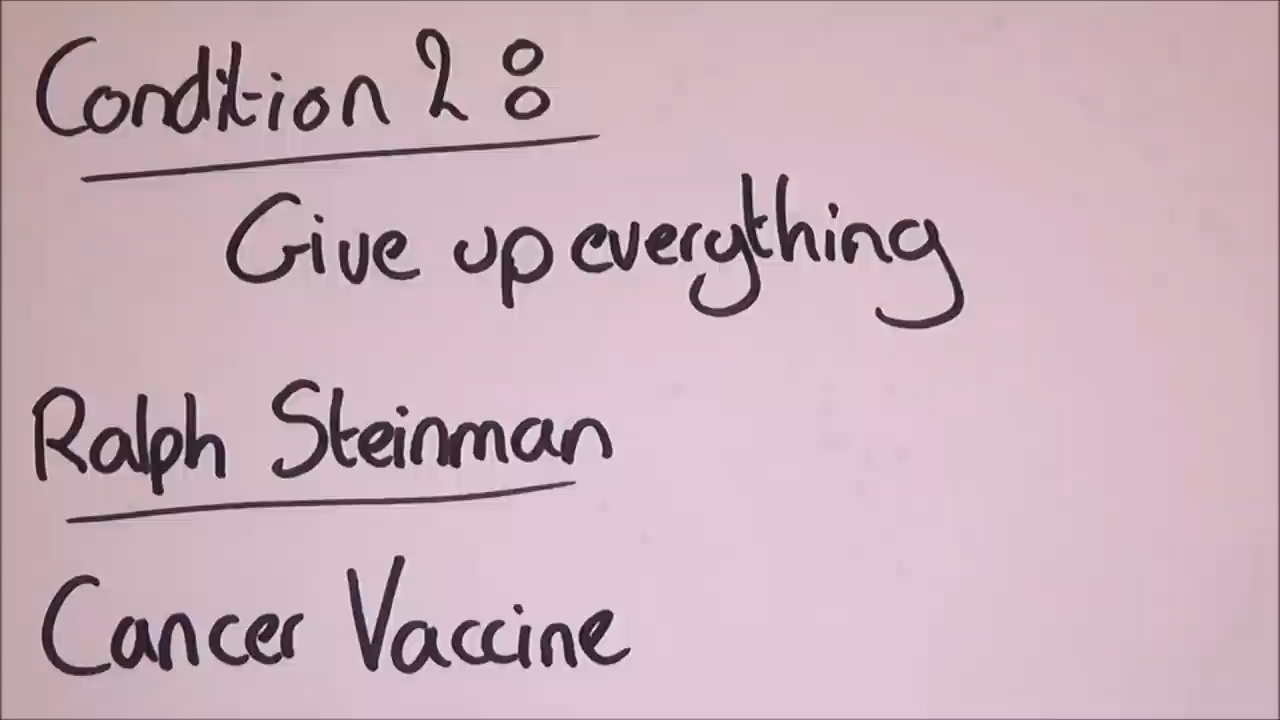 Condition 2:
Give up everything
Ralph Steinman
Cancer Vaccine